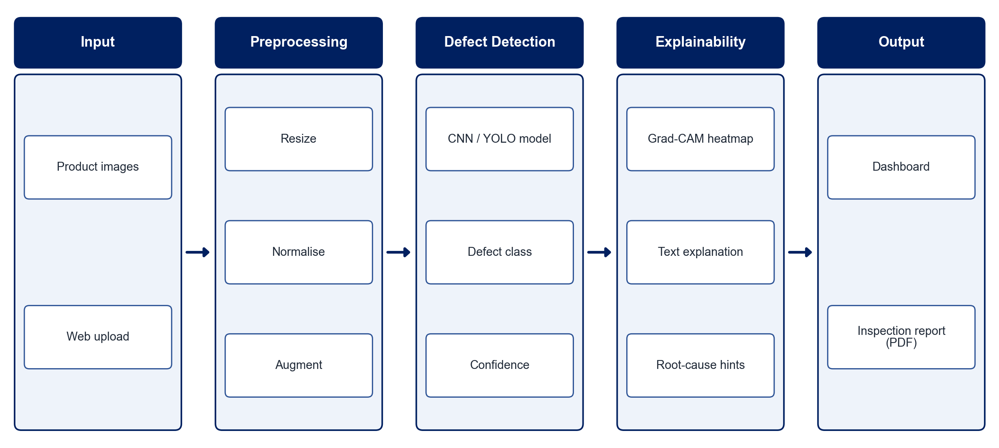 Input
Product images
Web upload
Preprocessing
Resize
Normalise
Augment
Defect Detection
CNN / YOLO model
Defect class
Confidence
Explainability
Grad-CAM heatmap
Text explanation
Root-cause hints
Output
Dashboard
Inspection report
(PDF)